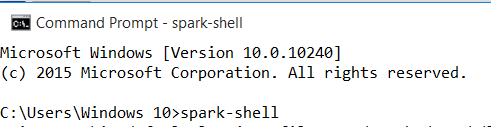 Command Prompt - spark-shell
Microsoft Windows [Version 10.0.10240]
(c) 2015 Microsoft Corporation. All rights reserved.
C:\Users\Windows 10>spark-shell